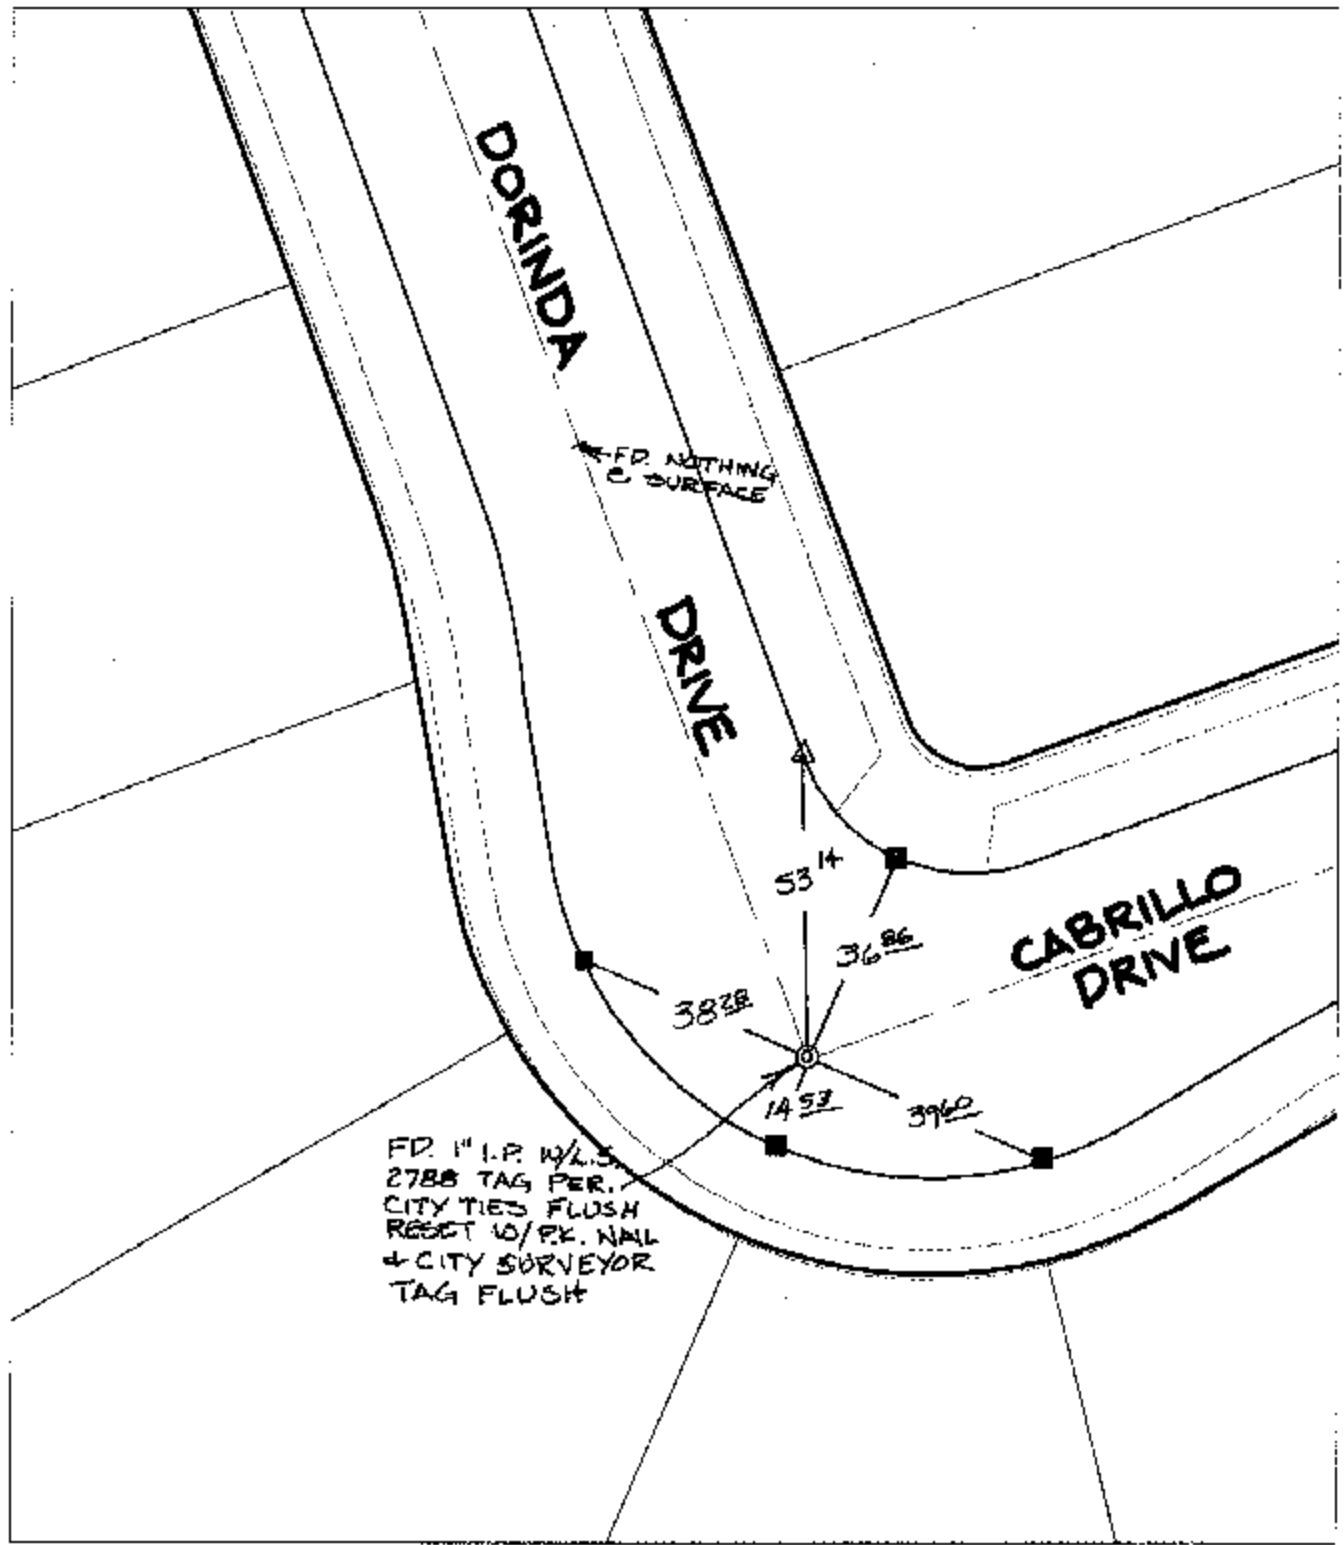 DORINDA
FD. NOTHING
@ SURFACE
DRIVE
53 14
36 86
CABRILLO
DRIVE
38 28
14 53
39 60
FD. 1" I.P. W/L.S.
2788 TAG PER.
CITY TIES FLUSH
RESET W/P.K. NAIL
& CITY SURVEYOR
TAG FLUSH